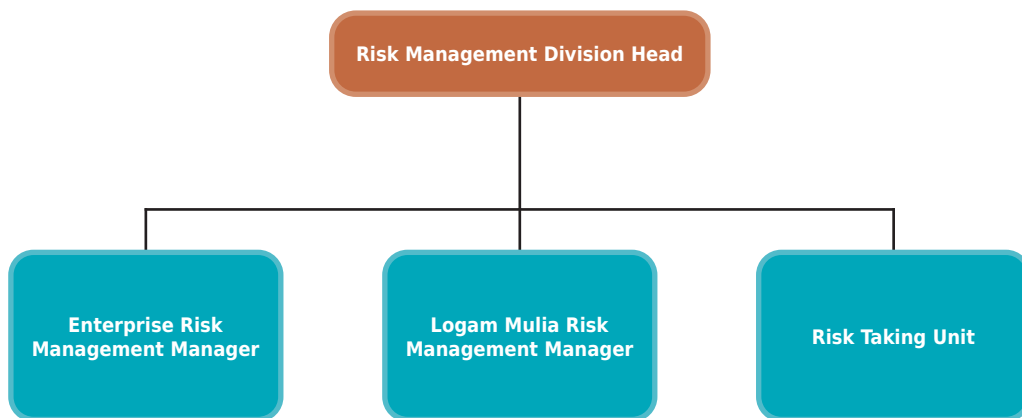 Risk Management Division Head
Enterprise Risk
Management Manager
Logam Mulia Risk
Management Manager
Risk Taking Unit